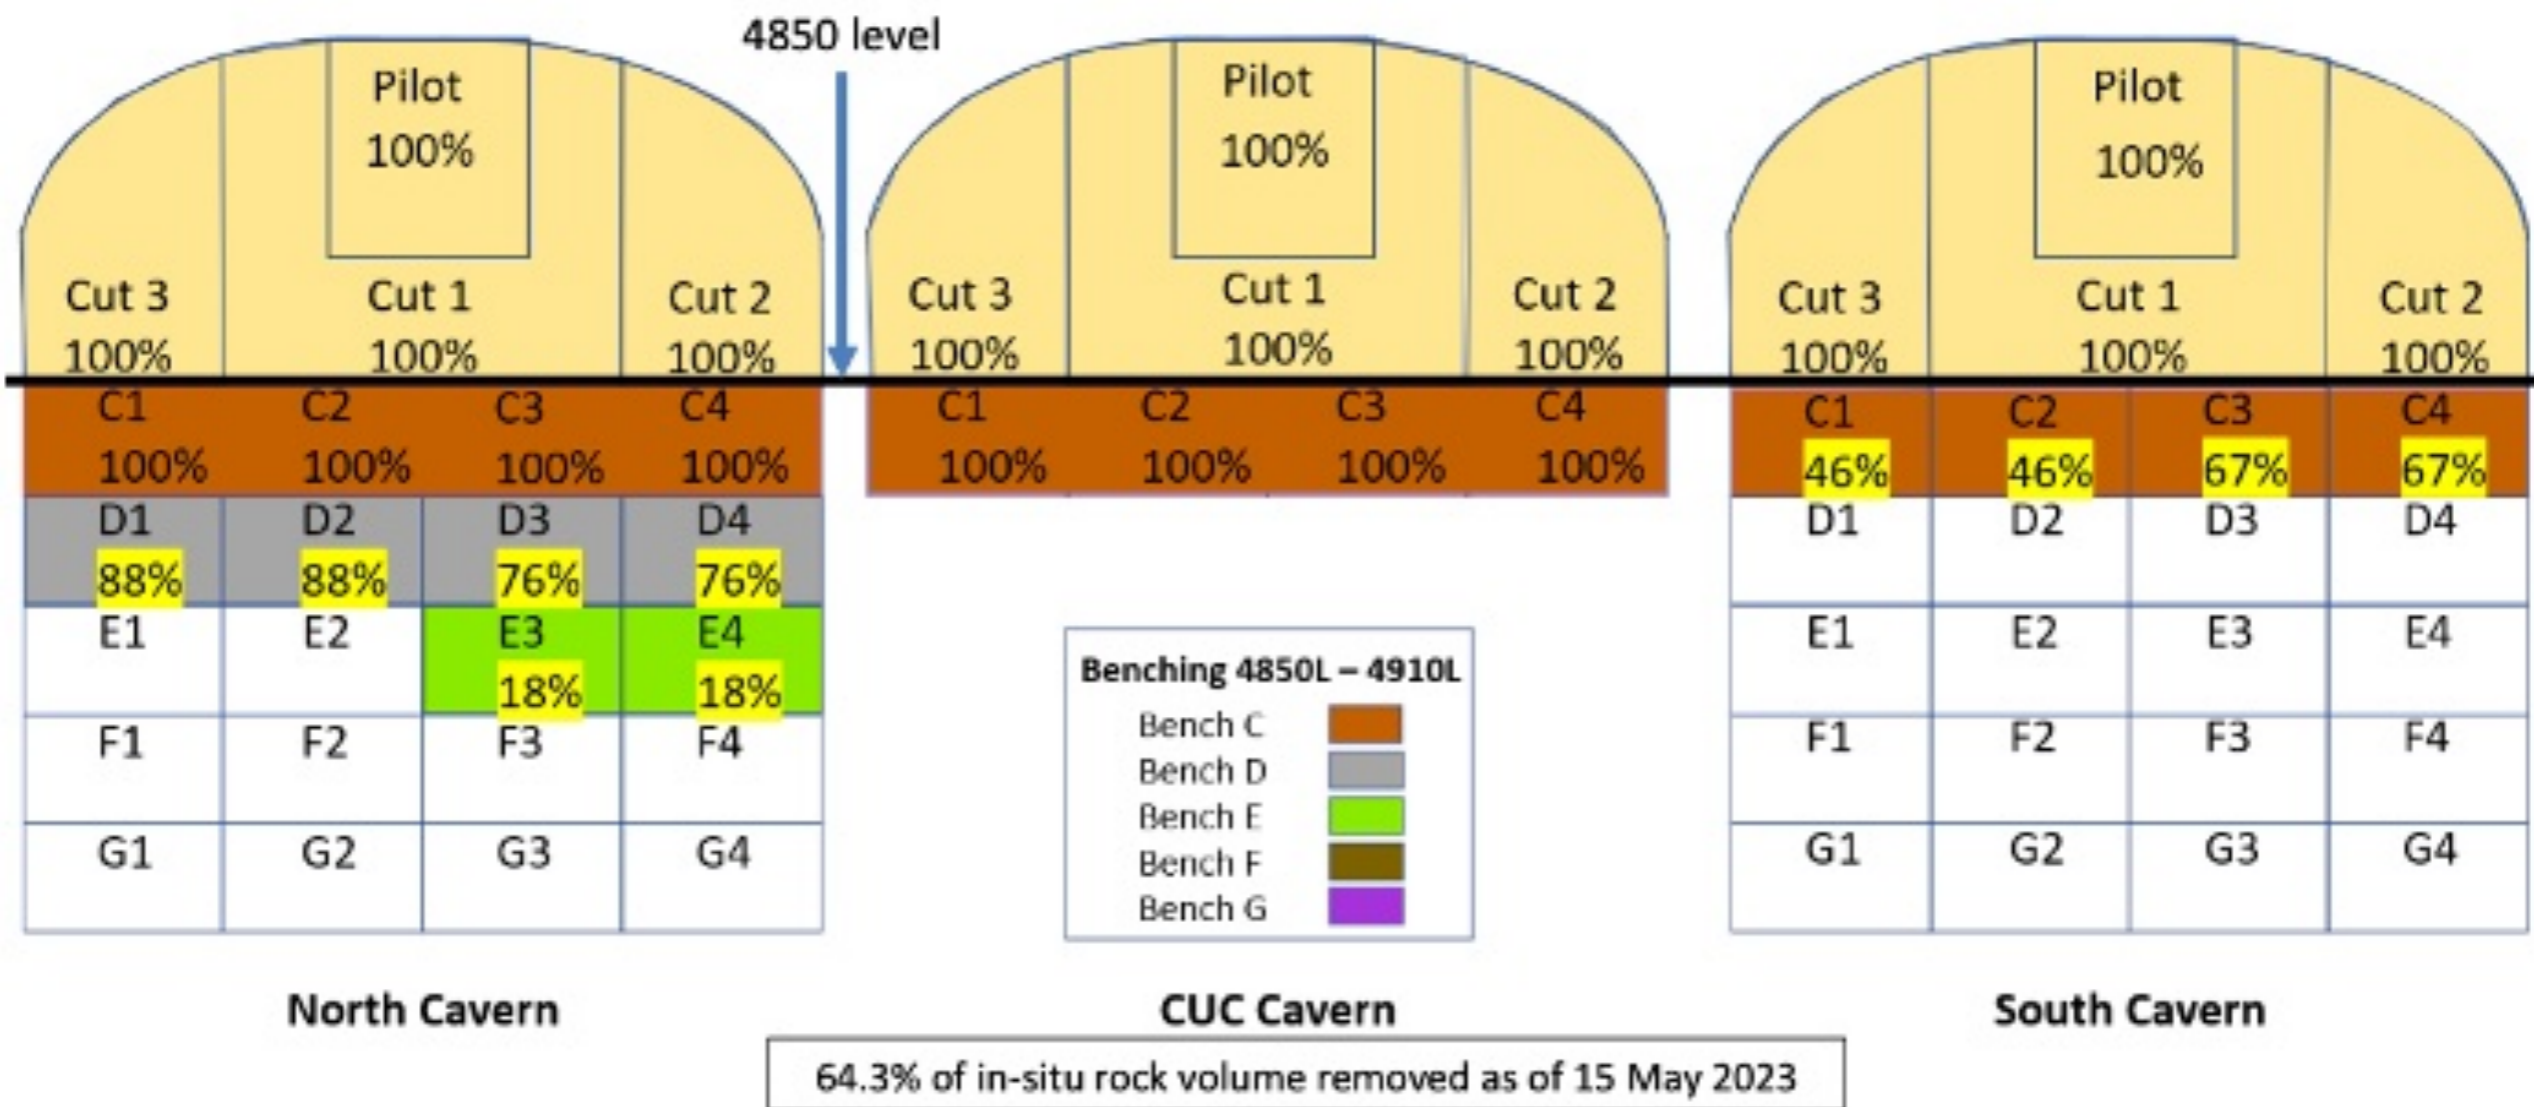 4850 level
Pilot
100%
Cut 3
100%
Cut 1
100%
Cut 2
100%
C1 C2 C3 C4
100% 100% 100% 100%
D1 D2 D3 D4
88% 88% 76% 76%
E1 E2 E3 E4
18% 18%
F1 F2 F3 F4
G1 G2 G3 G4
North Cavern
Pilot
100%
Cut 3
100%
Cut 1
100%
Cut 2
100%
C1 C2 C3 C4
100% 100% 100% 100%
Benching 4850L – 4910L
Bench C
Bench D
Bench E
Bench F
Bench G
CUC Cavern
Pilot
100%
Cut 3
100%
Cut 1
100%
Cut 2
100%
C1 C2 C3 C4
46% 46% 67% 67%
D1 D2 D3 D4
E1 E2 E3 E4
F1 F2 F3 F4
G1 G2 G3 G4
South Cavern
64.3% of in-situ rock volume removed as of 15 May 2023